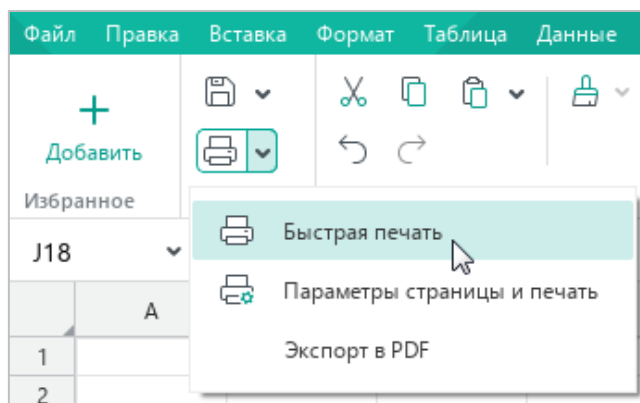 Файл Правка Вставка Формат Таблица Данные
Добавить
Избранное
Быстрая печать
J18
Параметры страницы и печать
A
Экспорт в PDF
1
2